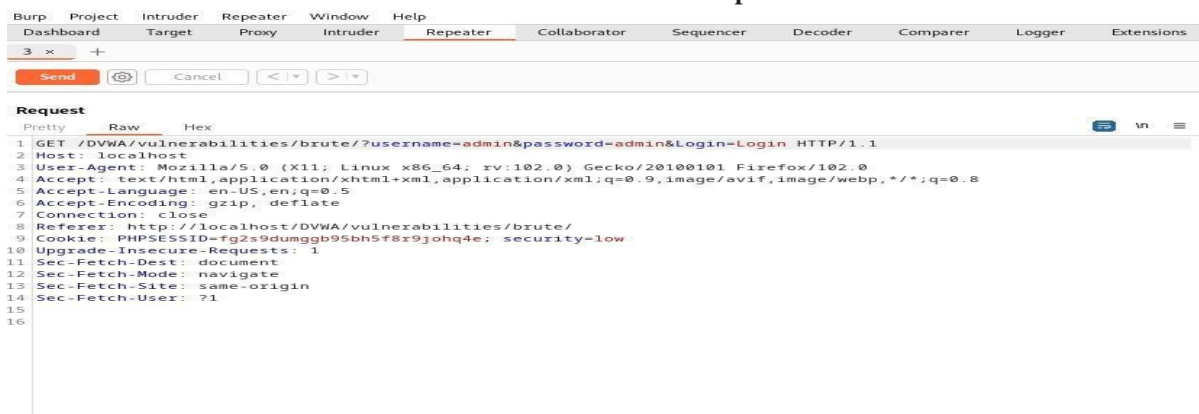 Burp Project Intruder Repeater Window Help
Dashboard Target Proxy Intruder Repeater Collaborator Sequencer Decoder Comparer Logger Extensions
3 × +
Send Cancel < >
Request
Pretty Raw Hex \n
1 GET /DVWA/vulnerabilities/brute/?username=admin&password=admin&Login=Login HTTP/1.1
2 Host: localhost
3 User-Agent: Mozilla/5.0 (X11; Linux x86_64; rv:102.0) Gecko/20100101 Firefox/102.0
4 Accept: text/html,application/xhtml+xml,application/xml;q=0.9,image/avif,image/webp,*/*;q=0.8
5 Accept-Language: en-US,en;q=0.5
6 Accept-Encoding: gzip, deflate
7 Connection: close
8 Referer: http://localhost/DVWA/vulnerabilities/brute/
9 Cookie: PHPSESSID=fg2s9dumggb95bh5f8r9johq4e; security=low
10 Upgrade-Insecure-Requests: 1
11 Sec-Fetch-Dest: document
12 Sec-Fetch-Mode: navigate
13 Sec-Fetch-Site: same-origin
14 Sec-Fetch-User: ?1
15
16